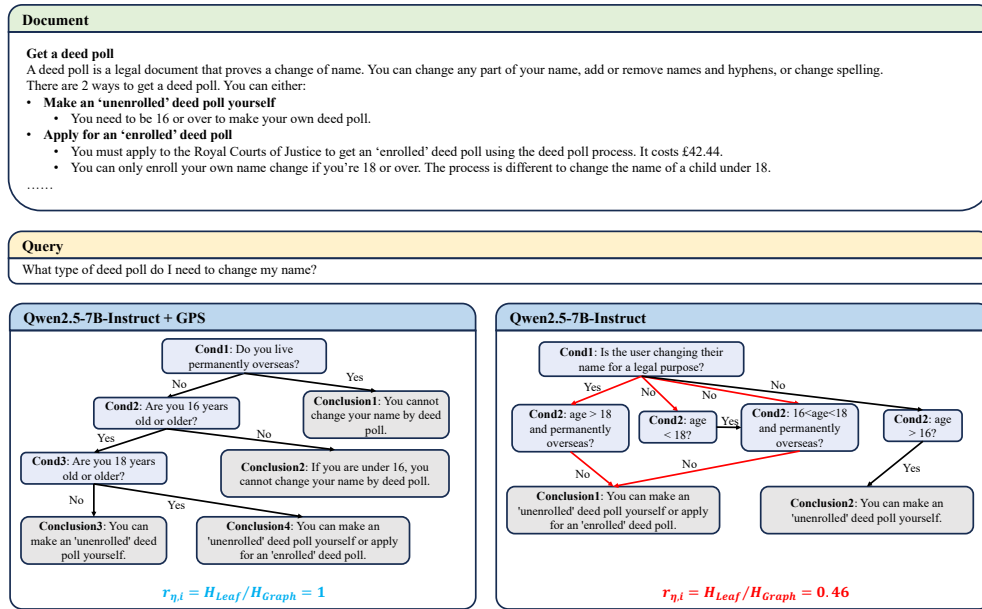 Document
Get a deed poll
A deed poll is a legal document that proves a change of name. You can change any part of your name, add or remove names and hyphens, or change spelling.
There are 2 ways to get a deed poll. You can either:
• Make an ‘unenrolled’ deed poll yourself
• You need to be 16 or over to make your own deed poll.
• Apply for an ‘enrolled’ deed poll
• You must apply to the Royal Courts of Justice to get an ‘enrolled’ deed poll using the deed poll process. It costs £42.44.
• You can only enroll your own name change if you’re 18 or over. The process is different to change the name of a child under 18.
……
Query
What type of deed poll do I need to change my name?
Qwen2.5-7B-Instruct + GPS
Cond1: Do you live
permanently overseas?
No
Yes
Cond2: Are you 16 years
old or older?
Conclusion1: You cannot
change your name by deed
poll.
Yes
No
Cond3: Are you 18 years
old or older?
Conclusion2: If you are under 16, you
cannot change your name by deed poll.
No
Yes
Conclusion3: You can
make an 'unenrolled' deed
poll yourself.
Conclusion4: You can make an
'unenrolled' deed poll yourself or apply
for an 'enrolled' deed poll.
rη,i = HLeaf/HGraph = 1
Qwen2.5-7B-Instruct
Cond1: Is the user changing their
name for a legal purpose?
Yes
No
No
No
Cond2: age > 18
and permanently
overseas?
Cond2: age
< 18?
Yes
Cond2: 16<age<18
and permanently
overseas?
Cond2: age
> 16?
No
No
Yes
Conclusion1: You can make an
'unenrolled' deed poll yourself or apply
for an 'enrolled' deed poll.
Conclusion2: You can make an
'unenrolled' deed poll yourself.
rη,i = HLeaf/HGraph = 0.46